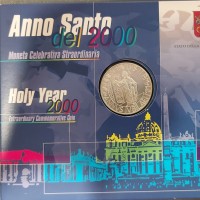 Anno Santo
del 2000
Moneta Celebrativa Straordinaria
Holy Year
2000
Extraordinary Commemorative Coin